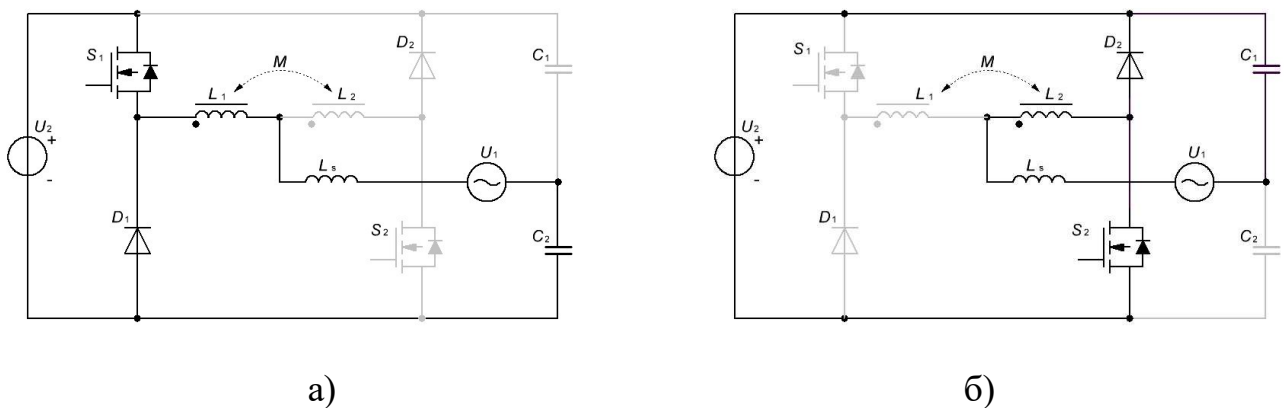 S1
D2
C1
M
L1
L2
U2
+
-
Ls
U1
D1
S2
C2
а)
S1
D2
C1
M
L1
L2
U2
+
-
Ls
U1
D1
S2
C2
б)